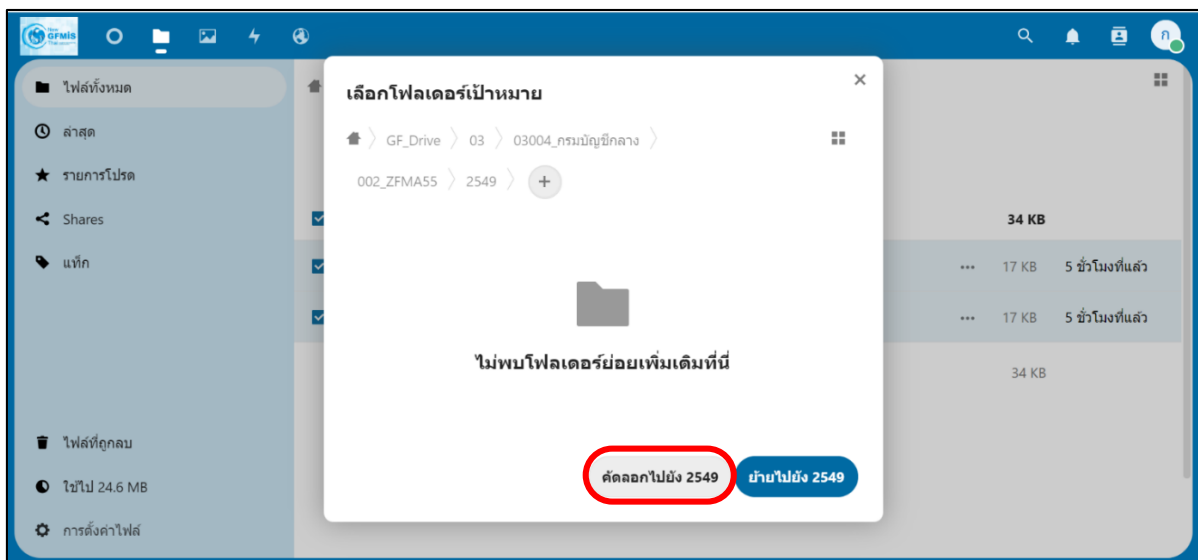 New
GFMIS
Thai
ก
ไฟล์ทั้งหมด
ล่าสุด
รายการโปรด
Shares
แท็ก
ไฟล์ที่ถูกลบ
ใช้ไป 24.6 MB
การตั้งค่าไฟล์
เลือกโฟลเดอร์เป้าหมาย
GF_Drive 03 03004_กรมบัญชีกลาง
002_ZFMA55 2549 +
ไม่พบโฟลเดอร์ย่อยเพิ่มเติมที่นี่
คัดลอกไปยัง 2549 ย้ายไปยัง 2549
34 KB
17 KB 5 ชั่วโมงที่แล้ว
17 KB 5 ชั่วโมงที่แล้ว
34 KB